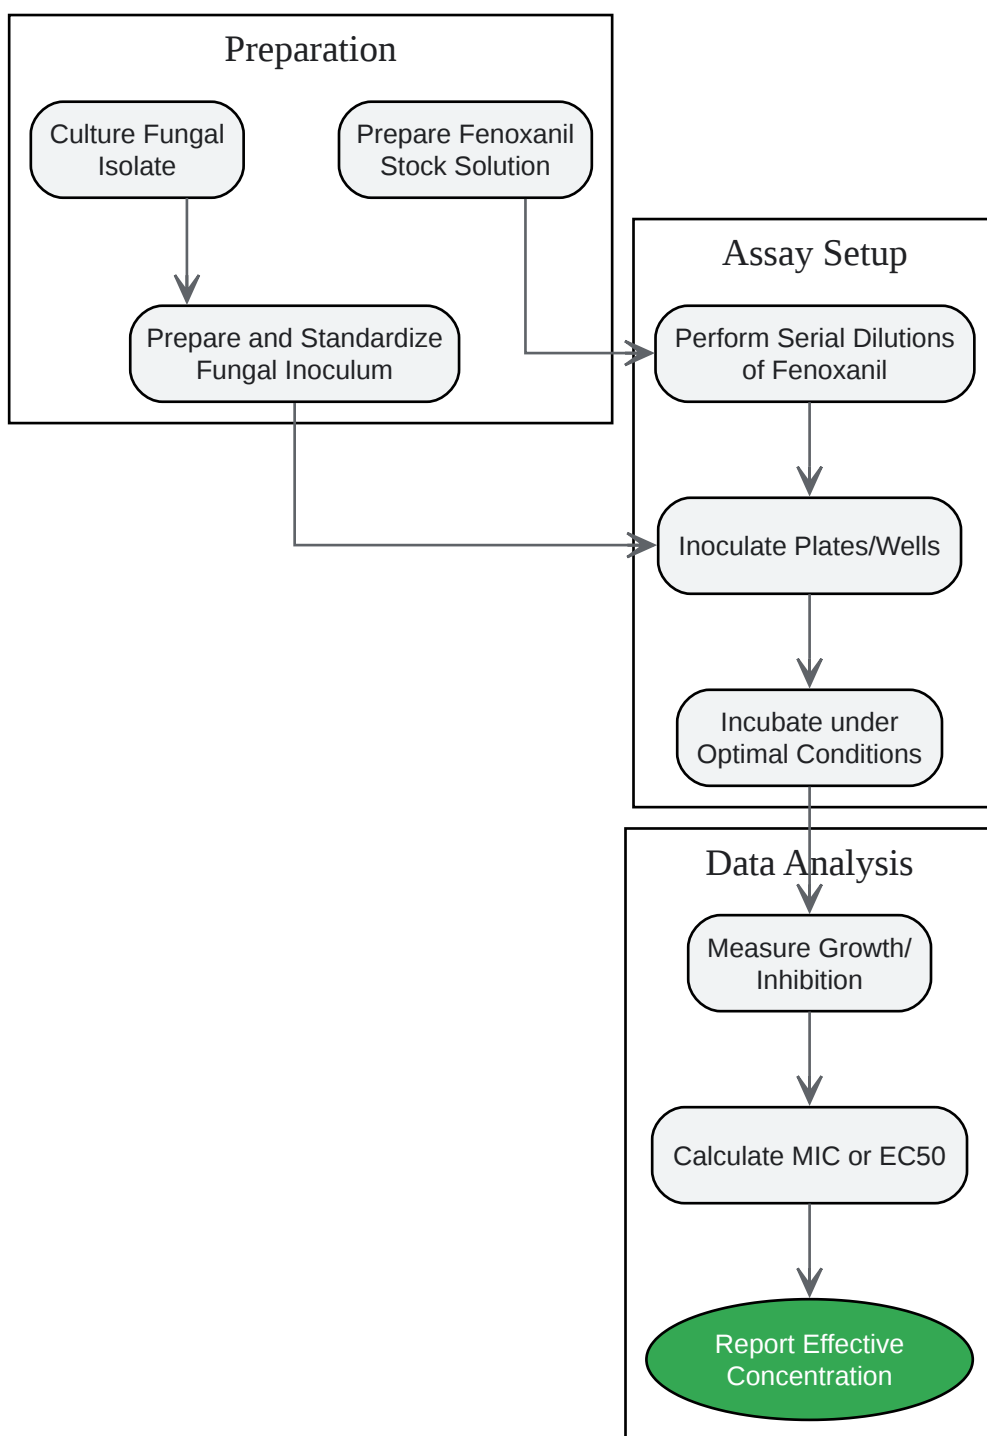 Preparation
Culture Fungal
Isolate
Prepare Fenoxanil
Stock Solution
Prepare and Standardize
Fungal Inoculum
Assay Setup
Perform Serial Dilutions
of Fenoxanil
Inoculate Plates/Wells
Incubate under
Optimal Conditions
Data Analysis
Measure Growth/
Inhibition
Calculate MIC or EC50
Report Effective
Concentration